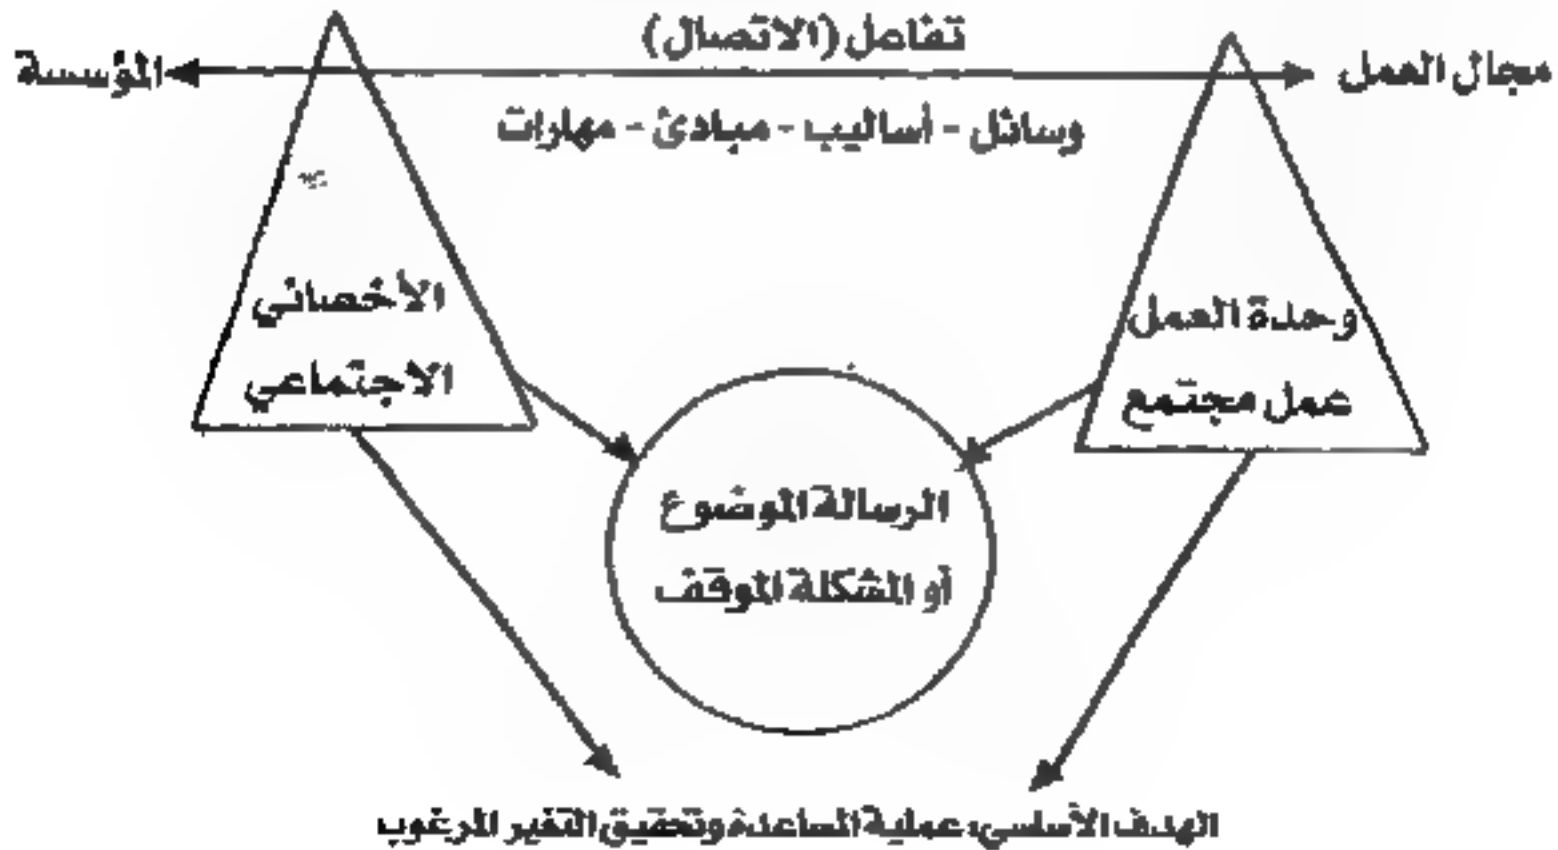 تفاعل (الاتصال)
مجال العمل
المؤسسة
وسائل - أساليب - مبادئ - مهارات
وحدة العمل
عمل مجتمع
الأخصائي
الاجتماعي
الرسالة الموضوع
أو المشكلة الموقف
الهدف الأساسي: عملية المساعدة وتحقيق التغير المرغوب